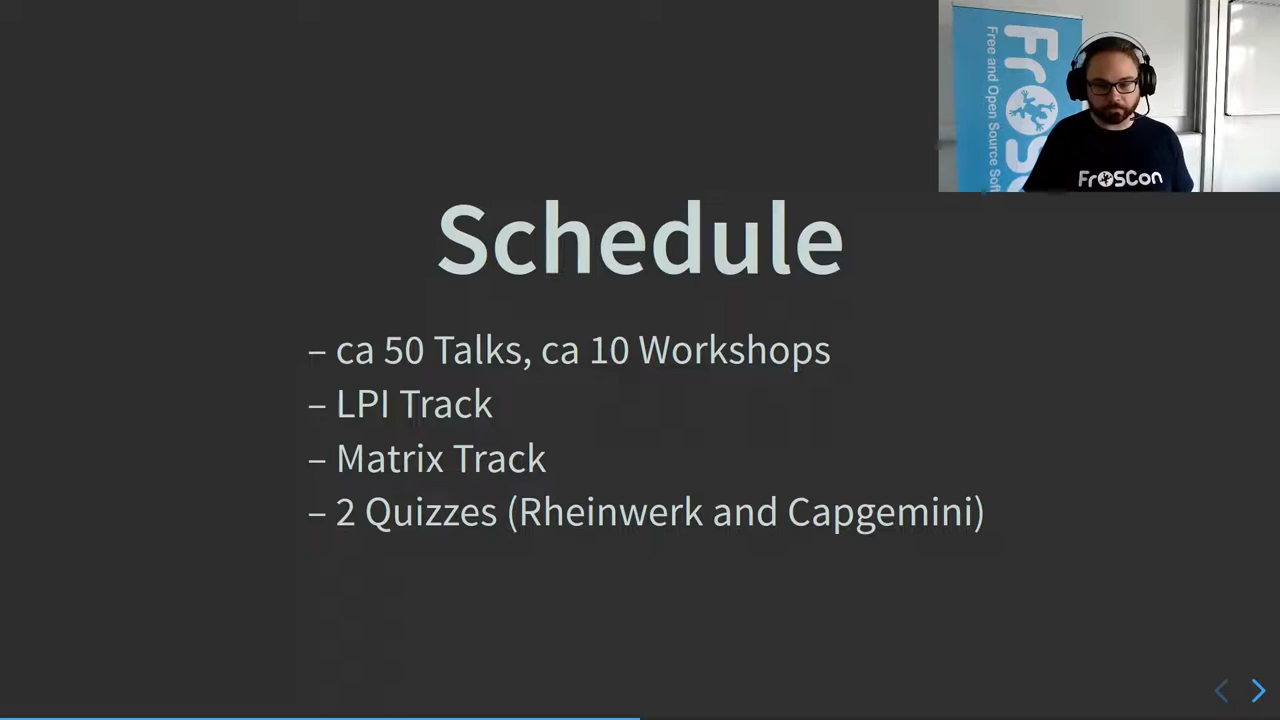 FrOSC
Free and Open Source Soft
FrOSCon
Schedule
– ca 50 Talks, ca 10 Workshops
– LPI Track
– Matrix Track
– 2 Quizzes (Rheinwerk and Capgemini)